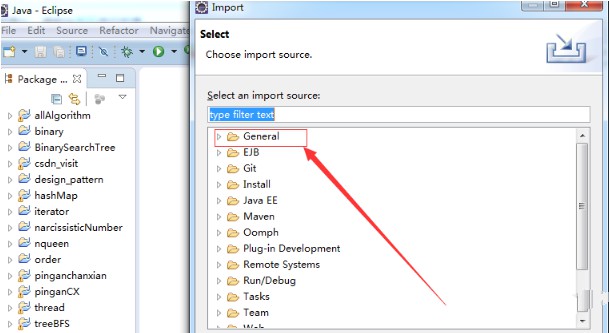 Java - Eclipse
File Edit Source Refactor Navigate
Package ...
allAlgorithm
binary
BinarySearchTree
csdn_visit
design_pattern
hashMap
iterator
narcissisticNumber
nqueen
order
pinganchanxian
pinganCX
thread
treeBFS
Import
Select
Choose import source.
Select an import source:
type filter text
General
EJB
Git
Install
Java EE
Maven
Oomph
Plug-in Development
Remote Systems
Run/Debug
Tasks
Team